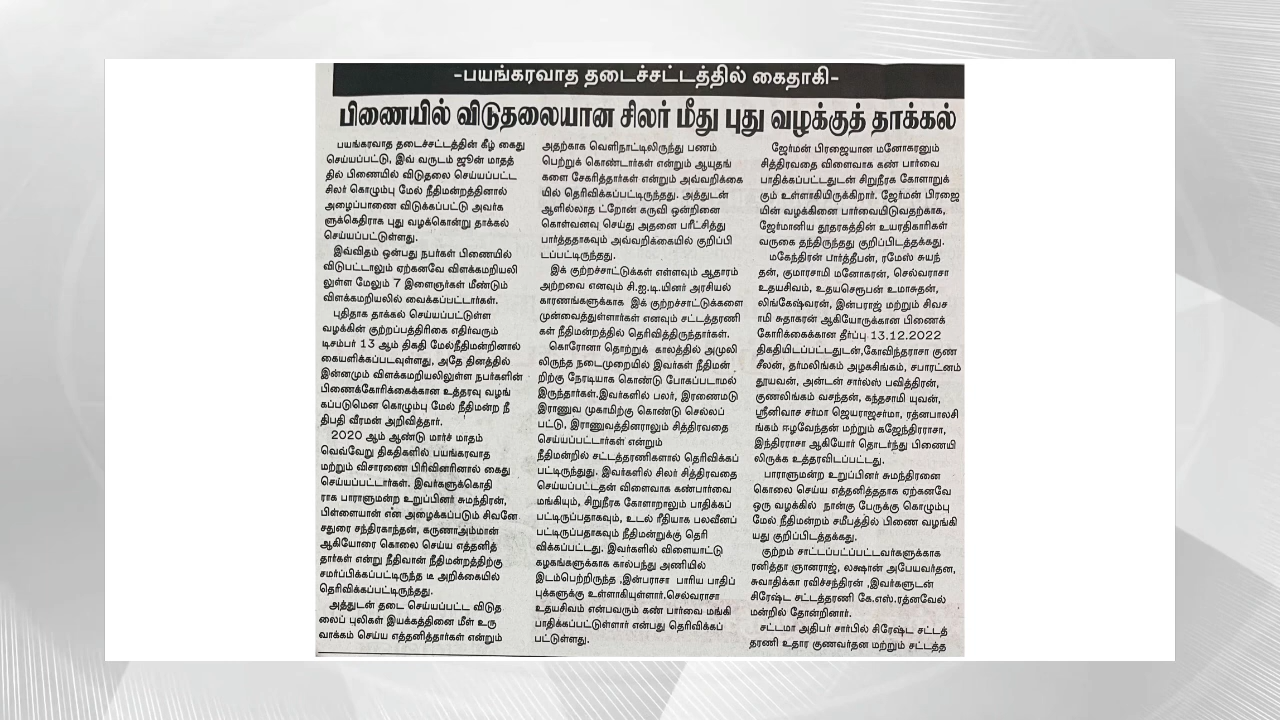 -பயங்கரவாத தடைச்சட்டத்தில் கைதாகி-
பிணையில் விடுதலையான சிலர் மீது புது வழக்குத் தாக்கல்
பயங்கரவாத தடைச்சட்டத்தின் கீழ் கைது
செய்யப்பட்டு, இவ் வருடம் ஜூன் மாதத்
தில் பிணையில் விடுதலை செய்யப்பட்ட
சிலர் கொழும்பு மேல் நீதிமன்றத்தினால்
அழைப்பாணை விடுக்கப்பட்டு அவர்க
ளுக்கெதிராக புது வழக்கொன்று தாக்கல்
செய்யப்பட்டுள்ளது.
இவ்விதம் ஒன்பது நபர்கள் பிணையில்
விடுபட்டாலும் ஏற்கனவே விளக்கமறியலி
லுள்ள மேலும் 7 இளைஞர்கள் மீண்டும்
விளக்கமறியலில் வைக்கப்பட்டார்கள்.
புதிதாக தாக்கல் செய்யப்பட்டுள்ள
வழக்கின் குற்றப்பத்திரிகை எதிர்வரும்
டிசம்பர் 13 ஆம் திகதி மேல்நீதிமன்றினால்
கையளிக்கப்படவுள்ளது, அதே தினத்தில்
இன்னமும் விளக்கமறியலிலுள்ள நபர்களின்
பிணைக்கோரிக்கைக்கான உத்தரவு வழங்
கப்படுமென கொழும்பு மேல் நீதிமன்ற நீ
திபதி வீரமன் அறிவித்தார்.
2020 ஆம் ஆண்டு மார்ச் மாதம்
வெவ்வேறு திகதிகளில் பயங்கரவாத
மற்றும் விசாரணை பிரிவினரினால் கைது
செய்யப்பட்டார்கள். இவர்களுக்கெதி
ராக பாராளுமன்ற உறுப்பினர் சுமந்திரன்,
பிள்ளையான் என அழைக்கப்படும் சிவனே
சதுரை சந்திரகாந்தன், கருணாஅம்மான்
ஆகியோரை கொலை செய்ய எத்தனித்
தார்கள் என்று நீதிவான் நீதிமன்றத்திற்கு
சமர்ப்பிக்கப்பட்டிருந்த டீ அறிக்கையில்
தெரிவிக்கப்பட்டிருந்தது.
அத்துடன் தடை செய்யப்பட்ட விடுத
லைப் புலிகள் இயக்கத்தினை மீள் உரு
வாக்கம் செய்ய எத்தனித்தார்கள் என்றும்
அதற்காக வெளிநாட்டிலிருந்து பணம்
பெற்றுக் கொண்டார்கள் என்றும் ஆயுதங்
களை சேகரித்தார்கள் என்றும் அவ்வறிக்கை
யில் தெரிவிக்கப்பட்டிருந்தது. அத்துடன்
ஆளில்லாத ட்ரோன் கருவி ஒன்றினை
கொள்வனவு செய்து அதனை பரீட்சித்து
பார்த்ததாகவும் அவ்வறிக்கையில் குறிப்பி
டப்பட்டிருந்தது.
இக் குற்றச்சாட்டுக்கள் எள்ளவும் ஆதாரம்
அற்றவை எனவும் சி.ஐ.டி.யினர் அரசியல்
காரணங்களுக்காக இக் குற்றச்சாட்டுக்களை
முன்வைத்துள்ளார்கள் எனவும் சட்டத்தரணி
கள் நீதிமன்றத்தில் தெரிவித்திருந்தார்கள்.
கொரோனா தொற்றுக் காலத்தில் அமுலி
லிருந்த நடைமுறையில் இவர்கள் நீதிமன்
றிற்கு நேரடியாக கொண்டு போகப்படாமல்
இருந்தார்கள்.இவர்களில் பலர், இரணைமடு
இராணுவ முகாமிற்கு கொண்டு செல்லப்
பட்டு, இராணுவத்தினராலும் சித்திரவதை
செய்யப்பட்டார்கள் என்றும்
நீதிமன்றில் சட்டத்தரணிகளால் தெரிவிக்கப்
பட்டிருந்துது. இவர்களில் சிலர் சித்திரவதை
செய்யப்பட்டதன் விளைவாக கண்பார்வை
மங்கியும், சிறுநீரக கோளாறாலும் பாதிக்கப்
பட்டிருப்பதாகவும், உடல் ரீதியாக பலவீனப்
பட்டிருப்பதாகவும் நீதிமன்றுக்கு தெரி
விக்கப்பட்டது. இவர்களில் விளையாட்டு
கழகங்களுக்காக கால்பந்து அணியில்
இடம்பெற்றிருந்த ,இன்பராசா பாரிய பாதிப்
புக்களுக்கு உள்ளாகியுள்ளார்.செல்வராசா
உதயசிவம் என்பவரும் கண் பார்வை மங்கி
பாதிக்கப்பட்டுள்ளார் என்பது தெரிவிக்கப்
பட்டுள்ளது.
ஜேர்மன் பிரஜையான மனோகரனும்
சித்திரவதை விளைவாக கண் பார்வை
பாதிக்கப்பட்டதுடன் சிறுநீரக கோளாறுக்
கும் உள்ளாகியிருக்கிறார். ஜேர்மன் பிரஜை
யின் வழக்கினை பார்வையிடுவதற்காக,
ஜேர்மானிய தூதரகத்தின் உயரதிகாரிகள்
வருகை தந்திருந்தது குறிப்பிடத்தக்கது.
மகேந்திரன் பார்த்தீபன், ரமேஸ் சுயந்
தன், குமாரசாமி மனோகரன், செல்வராசா
உதயசிவம், உதயசெரூபன் உமாசுதன்,
லிங்கேஷ்வரன், இன்பராஜ் மற்றும் சிவச
ாமி சுதாகரன் ஆகியோருக்கான பிணைக்
கோரிக்கைக்கான தீர்ப்பு 13.12.2022
திகதியிடப்பட்டதுடன்,கோவிந்தராசா குண
சீலன், தர்மலிங்கம் அழகசிங்கம், சபாரட்னம்
தூயவன், அன்டன் சார்ல்ஸ் பவித்திரன்,
குணலிங்கம் வசந்தன், கந்தசாமி யுவன்,
ஸ்ரீனிவாச சர்மா ஜெயராஜசர்மா, ரத்னபாலசி
ங்கம் ஈழவேந்தன் மற்றும் கஜேந்திரராசா,
இந்திரராசா ஆகியோர் தொடர்ந்து பிணையி
லிருக்க உத்தரவிடப்பட்டது.
பாராளுமன்ற உறுப்பினர் சுமந்திரனை
கொலை செய்ய எத்தனித்ததாக ஏற்கனவே
ஒரு வழக்கில் நான்கு பேருக்கு கொழும்பு
மேல் நீதிமன்றம் சமீபத்தில் பிணை வழங்கி
யது குறிப்பிடத்தக்கது.
குற்றம் சாட்டப்பட்ப்பட்டவர்களுக்காக
ரனித்தா ஞானராஜ், லக்ஷான் அபேயவர்தன,
சுவாதிக்கா ரவிச்சந்திரன் ,இவர்களுடன்
சிரேஷ்ட சட்டத்தரணி கே.எஸ்.ரத்னவேல்
மன்றில் தோன்றினார்.
சட்டமா அதிபர் சார்பில் சிரேஷ்ட சட்டத்
தரணி உதார குணவர்தன மற்றும் சட்டத்த